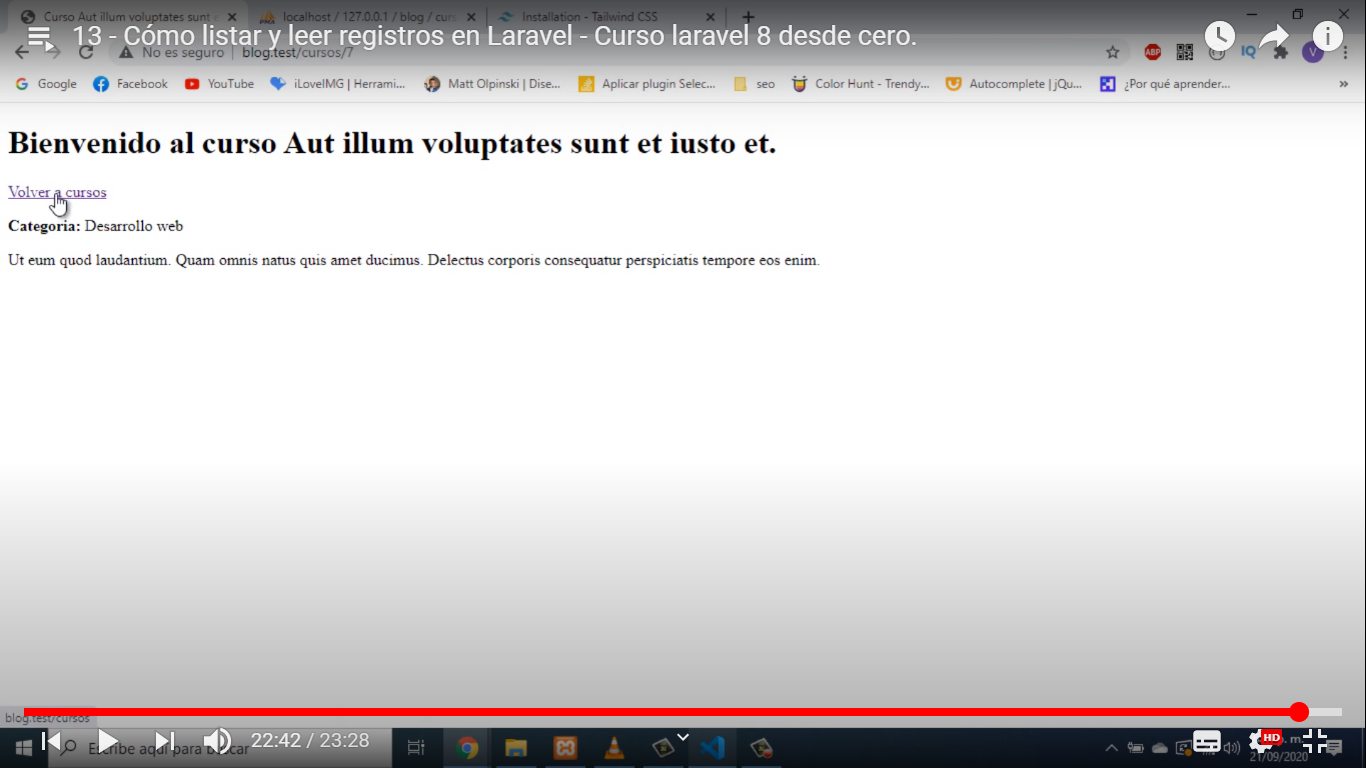 Curso Aut illum voluptates sunt e
localhost / 127.0.0.1 / blog / curs
Installation - Tailwind CSS
13 - Cómo listar y leer registros en Laravel - Curso laravel 8 desde cero.
No es seguro | blog.test/cursos/7
ABP
IQ
V
Google
Facebook
YouTube
iLoveIMG | Herrami...
Matt Olpinski | Dise...
Aplicar plugin Selec...
seo
Color Hunt - Trendy...
Autocomplete | jQu...
¿Por qué aprender...
»
Bienvenido al curso Aut illum voluptates sunt et iusto et.
Volver a cursos
Categoria: Desarrollo web
Ut eum quod laudantium. Quam omnis natus quis amet ducimus. Delectus corporis consequatur perspiciatis tempore eos enim.
blog.test/cursos
Escribe aquí para buscar
22:42 / 23:28
HD
21/09/2020